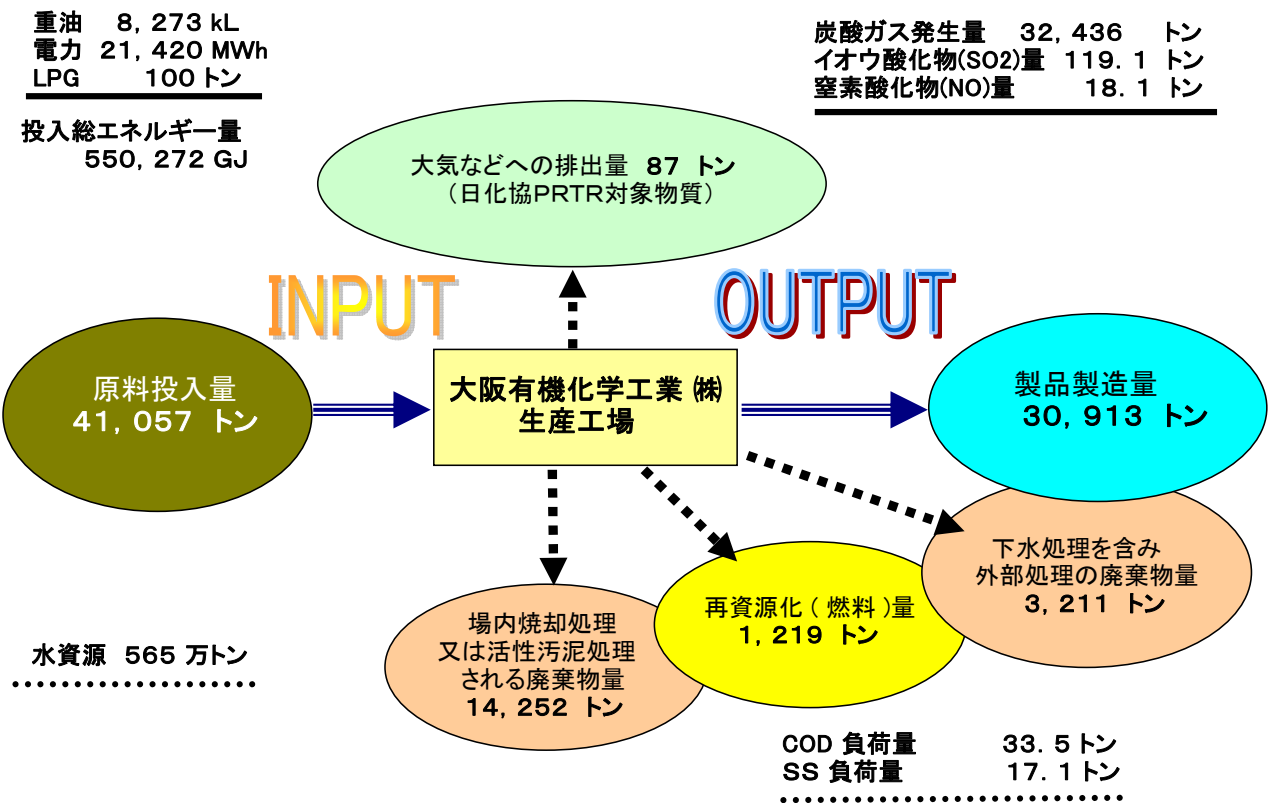 重油 8, 273 kL
電力 21, 420 MWh
LPG 100 トン
投入総エネルギー量
550, 272 GJ
炭酸ガス発生量 32, 436 トン
イオウ酸化物(SO2)量 119. 1 トン
窒素酸化物(NO)量 18. 1 トン
大気などへの排出量 87 トン
(日化協PRTR対象物質)
INPUT
OUTPUT
原料投入量
41, 057 トン
大阪有機化学工業 ㈱
生産工場
製品製造量
30, 913 トン
下水処理を含み
外部処理の廃棄物量
3, 211 トン
再資源化 ( 燃料 )量
1, 219 トン
場内焼却処理
又は活性汚泥処理
される廃棄物量
14, 252 トン
水資源 565 万トン
COD 負荷量 33. 5 トン
SS 負荷量 17. 1 トン